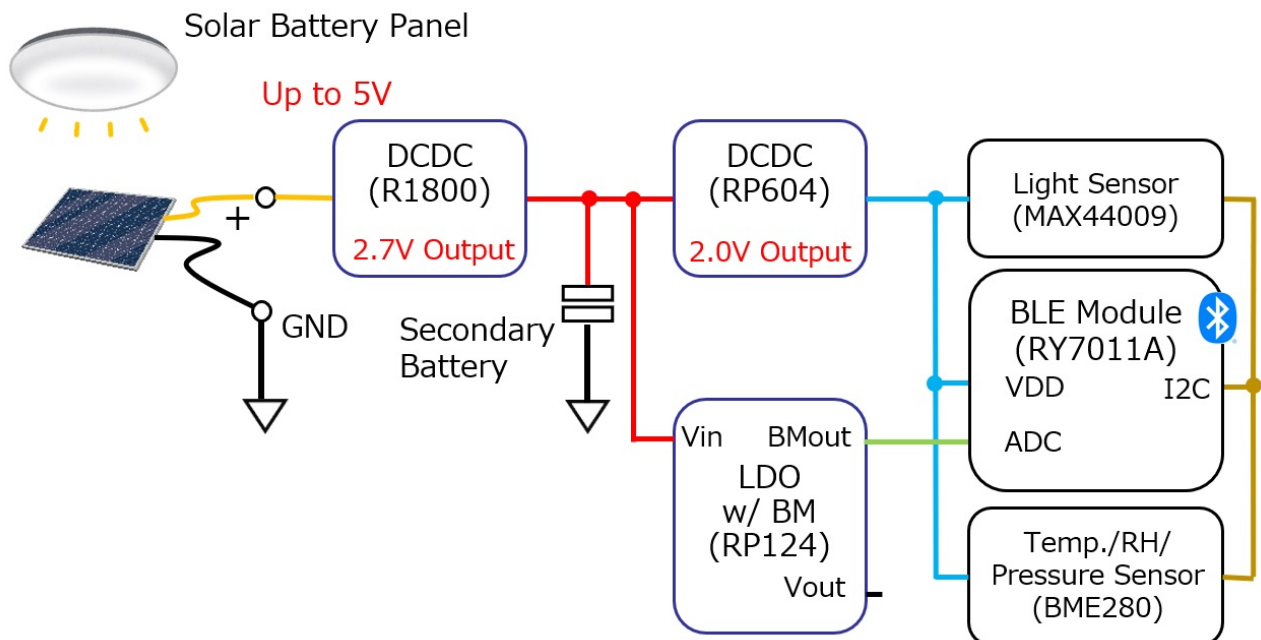 Solar Battery Panel
Up to 5V
+
GND
DCDC
(R1800)
2.7V Output
Secondary
Battery
DCDC
(RP604)
2.0V Output
Vin
BMout
LDO
w/ BM
(RP124)
Vout
Light Sensor
(MAX44009)
BLE Module
(RY7011A)
VDD
I2C
ADC
Temp./RH/
Pressure Sensor
(BME280)